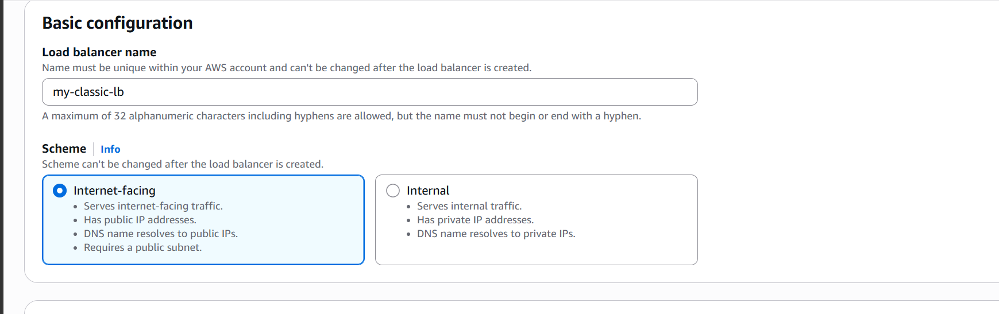 Basic configuration
Load balancer name
Name must be unique within your AWS account and can't be changed after the load balancer is created.
my-classic-lb
A maximum of 32 alphanumeric characters including hyphens are allowed, but the name must not begin or end with a hyphen.
Scheme Info
Scheme can't be changed after the load balancer is created.
Internet-facing
• Serves internet-facing traffic.
• Has public IP addresses.
• DNS name resolves to public IPs.
• Requires a public subnet.
Internal
• Serves internal traffic.
• Has private IP addresses.
• DNS name resolves to private IPs.